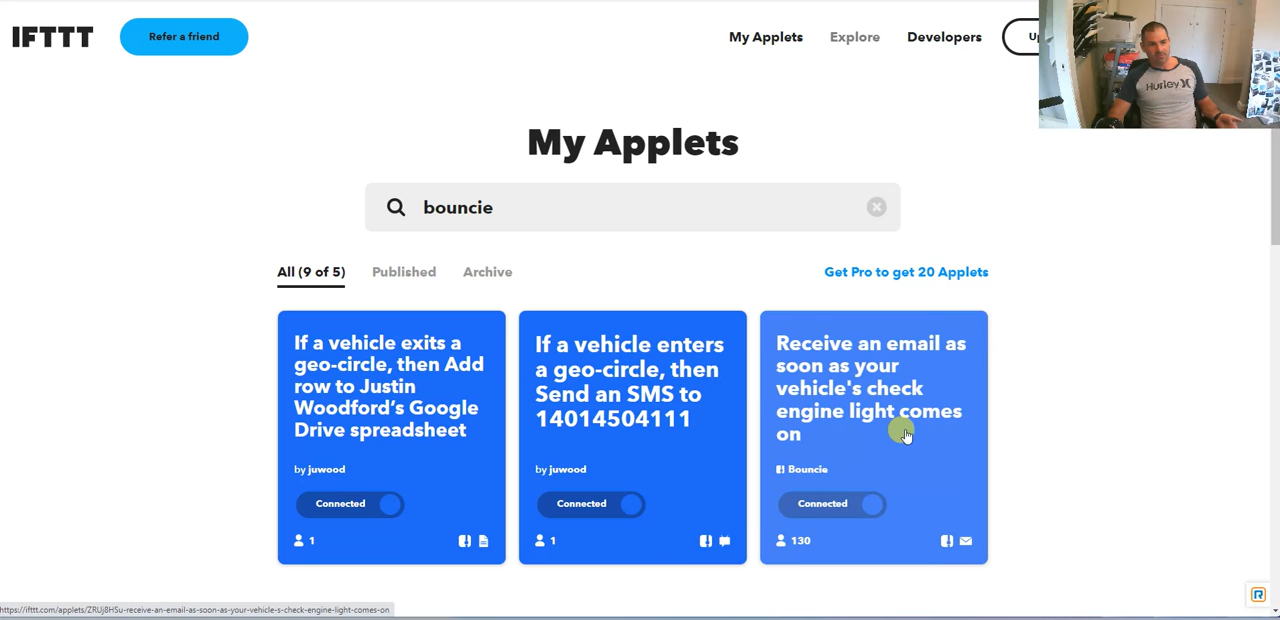 IFTTT
Refer a friend
My Applets
Explore
Developers
Hurley
My Applets
bouncie
All (9 of 5)
Published
Archive
Get Pro to get 20 Applets
If a vehicle exits a
geo-circle, then Add
row to Justin
Woodford’s Google
Drive spreadsheet
by juwood
Connected
1
If a vehicle enters
a geo-circle, then
Send an SMS to
14014504111
by juwood
Connected
1
Receive an email as
soon as your
vehicle's check
engine light comes
on
Bouncie
Connected
130
https://ifttt.com/applets/ZRUj8HSu-receive-an-email-as-soon-as-your-vehicle-s-check-engine-light-comes-on